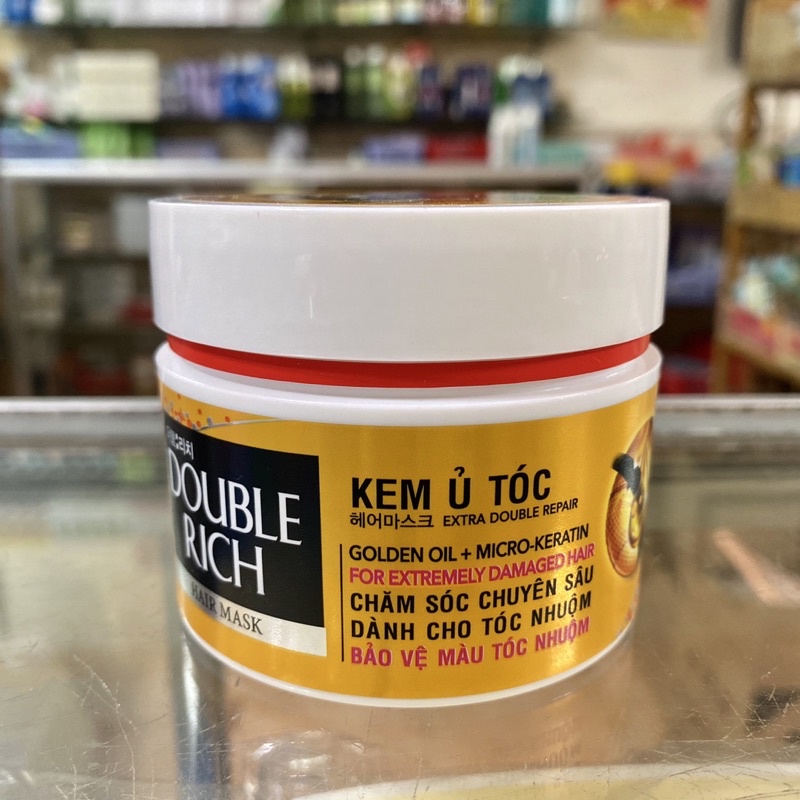 DOUBLE
RICH
HAIR MASK
KEM Ủ TÓC
헤어마스크 EXTRA DOUBLE REPAIR
GOLDEN OIL + MICRO-KERATIN
FOR EXTREMELY DAMAGED HAIR
CHĂM SÓC CHUYÊN SÂU
DÀNH CHO TÓC NHUỘM
BẢO VỆ MÀU TÓC NHUỘM